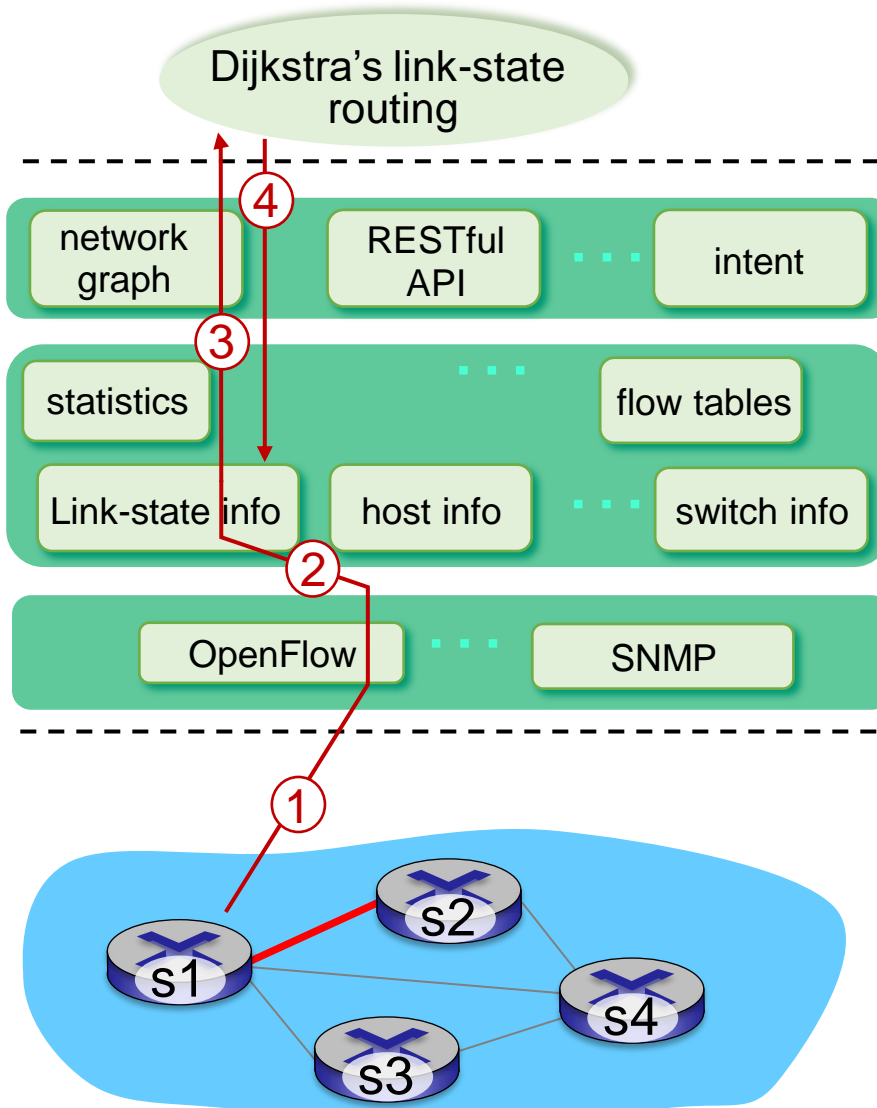 Dijkstra’s link-state
routing
4
network
graph
RESTful
API
intent
3
statistics
flow tables
Link-state info
host info
switch info
2
OpenFlow
SNMP
1
s2
s1
s4
s3